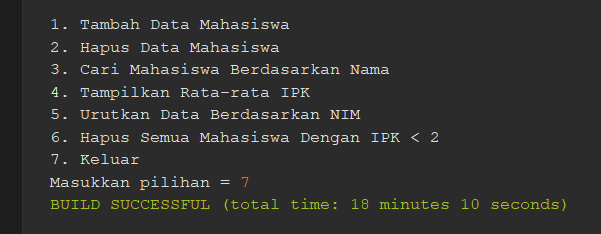 1. Tambah Data Mahasiswa
2. Hapus Data Mahasiswa
3. Cari Mahasiswa Berdasarkan Nama
4. Tampilkan Rata-rata IPK
5. Urutkan Data Berdasarkan NIM
6. Hapus Semua Mahasiswa Dengan IPK < 2
7. Keluar
Masukkan pilihan = 7
BUILD SUCCESSFUL (total time: 18 minutes 10 seconds)